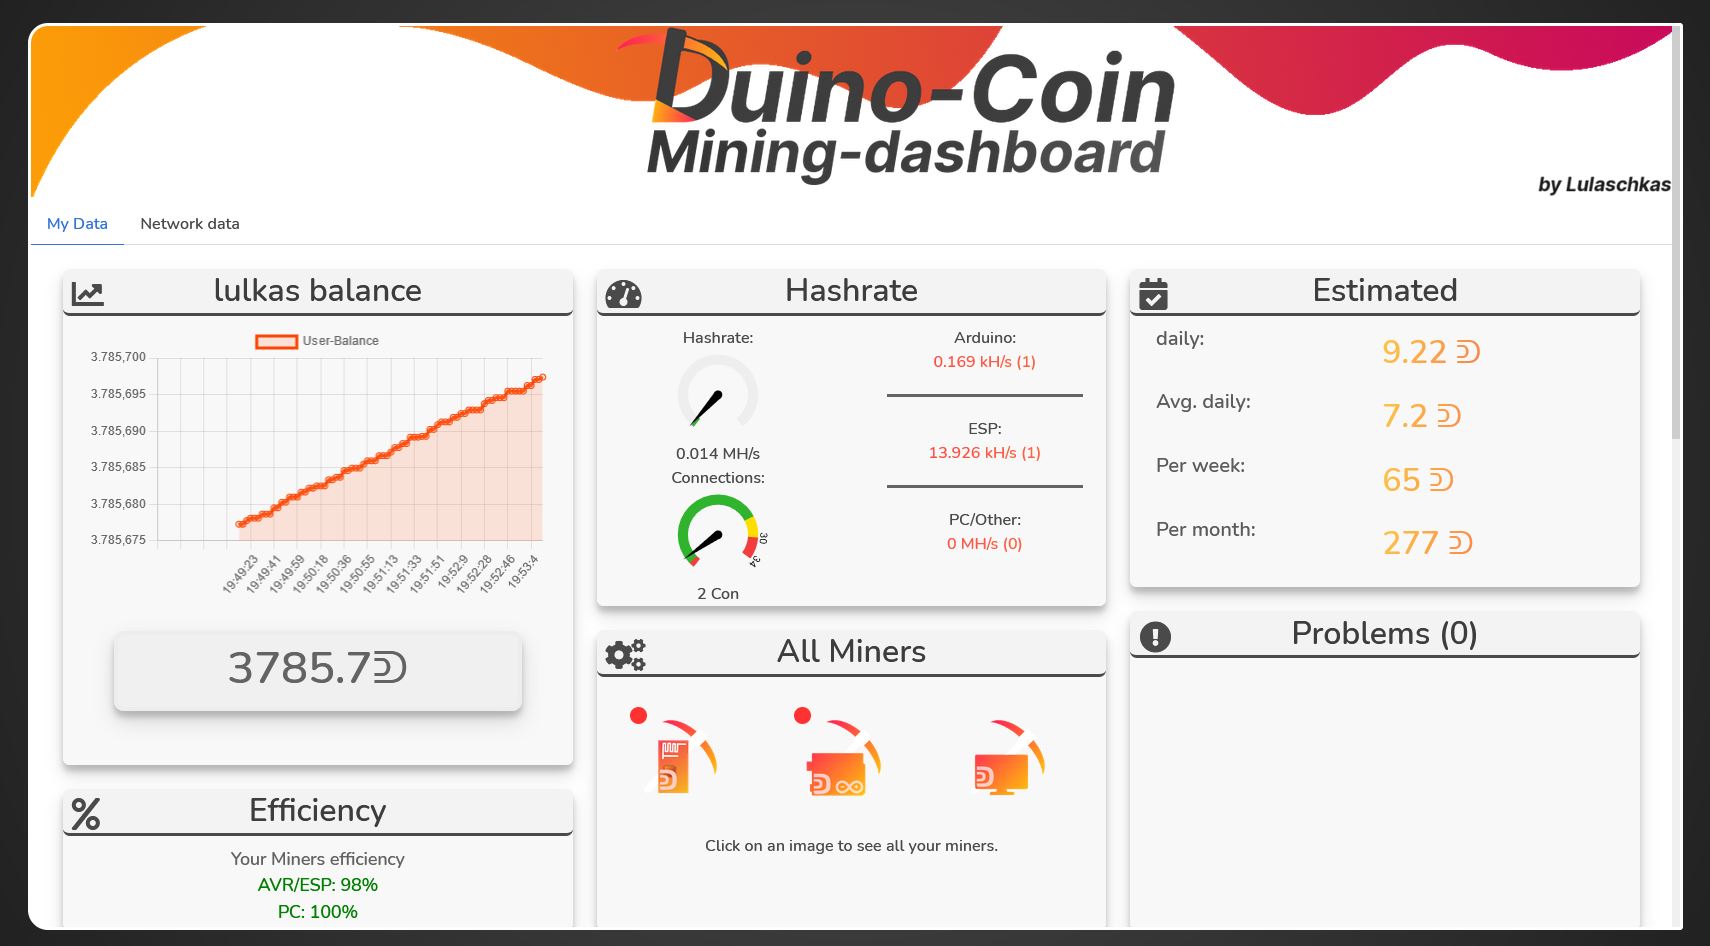 Duino-Coin
Mining-dashboard
by Lulaschkas
My Data
Network data
lulkas balance
User-Balance
3.785,700
3.785,695
3.785,690
3.785,685
3.785,680
3.785,675
19:49:23
19:49:41
19:49:59
19:50:18
19:50:36
19:50:55
19:51:13
19:51:33
19:51:51
19:52:9
19:52:28
19:52:46
19:53:4
3785.7
Efficiency
Your Miners efficiency
AVR/ESP: 98%
PC: 100%
Hashrate
Hashrate:
0.014 MH/s
Connections:
30
34
2 Con
Arduino:
0.169 kH/s (1)
ESP:
13.926 kH/s (1)
PC/Other:
0 MH/s (0)
All Miners
Click on an image to see all your miners.
Estimated
daily:
9.22
Avg. daily:
7.2
Per week:
65
Per month:
277
Problems (0)